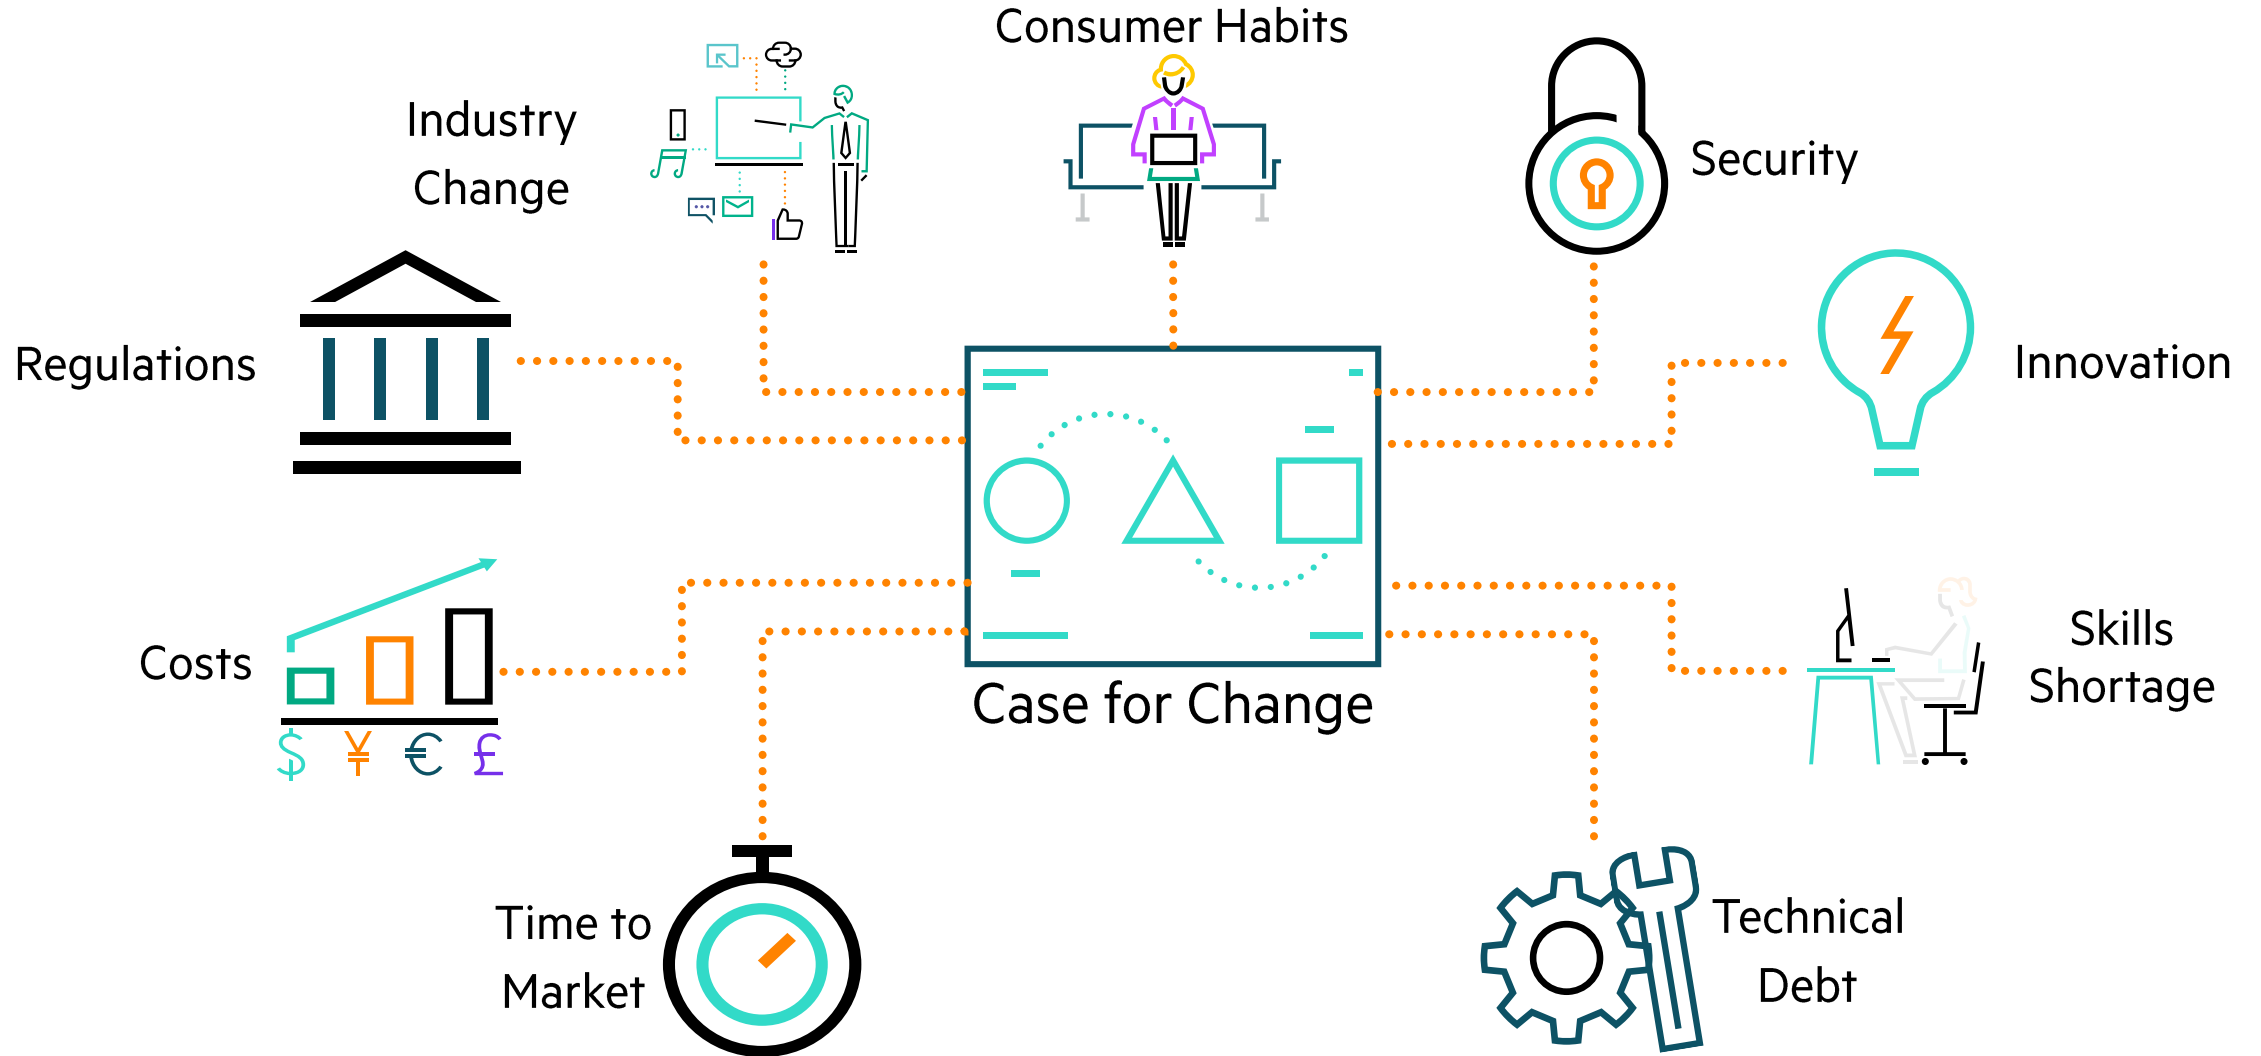 Consumer Habits
Industry
Change
Security
Regulations
Innovation
Costs
Skills
Shortage
Case for Change
$ ¥ € £
Time to
Market
Technical
Debt